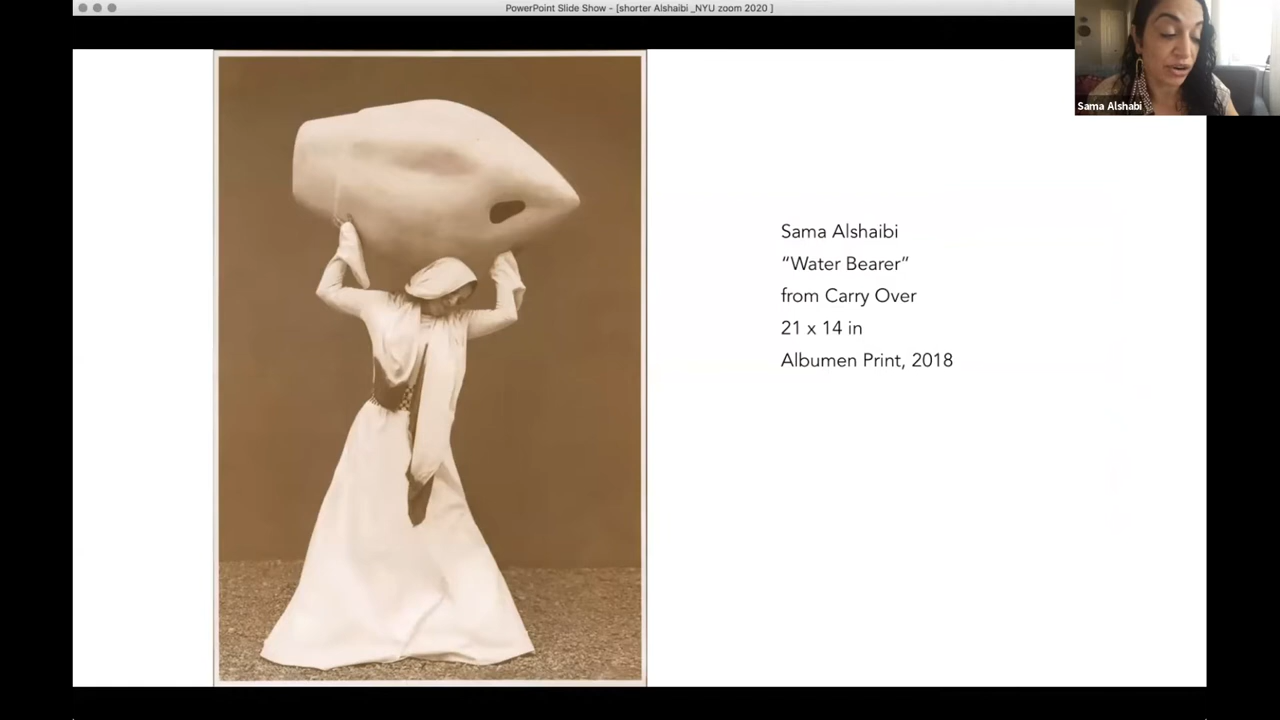 PowerPoint Slide Show - [shorter Alshaibi _NYU zoom 2020 ]
Sama Alshabi
Sama Alshaibi
“Water Bearer”
from Carry Over
21 x 14 in
Albumen Print, 2018